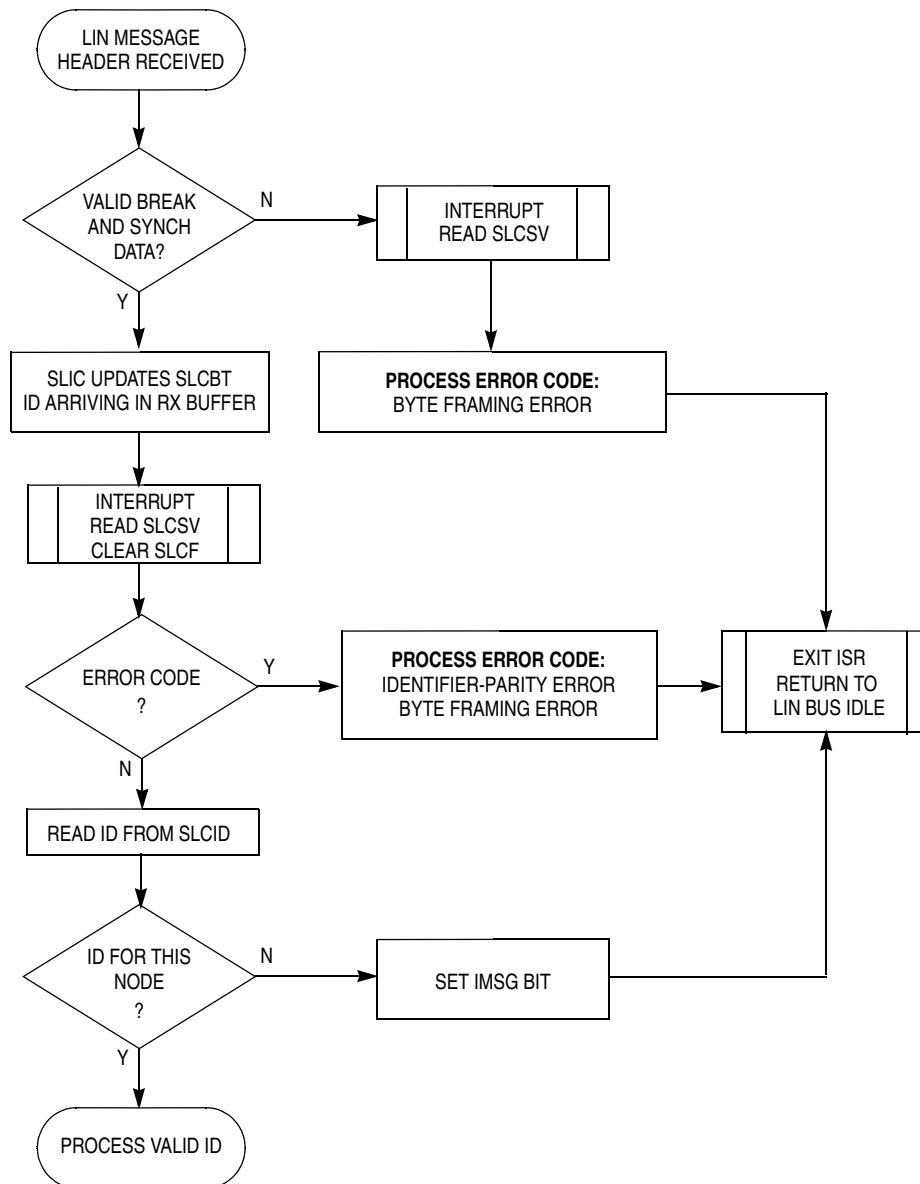 LIN MESSAGE
HEADER RECEIVED
VALID BREAK
AND SYNCH
DATA?
N
INTERRUPT
READ SLCSV
Y
SLIC UPDATES SLCBT
ID ARRIVING IN RX BUFFER
PROCESS ERROR CODE:
BYTE FRAMING ERROR
INTERRUPT
READ SLCSV
CLEAR SLCF
ERROR CODE
?
Y
PROCESS ERROR CODE:
IDENTIFIER-PARITY ERROR
BYTE FRAMING ERROR
EXIT ISR
RETURN TO
LIN BUS IDLE
N
READ ID FROM SLCID
ID FOR THIS
NODE
?
N
SET IMSG BIT
Y
PROCESS VALID ID